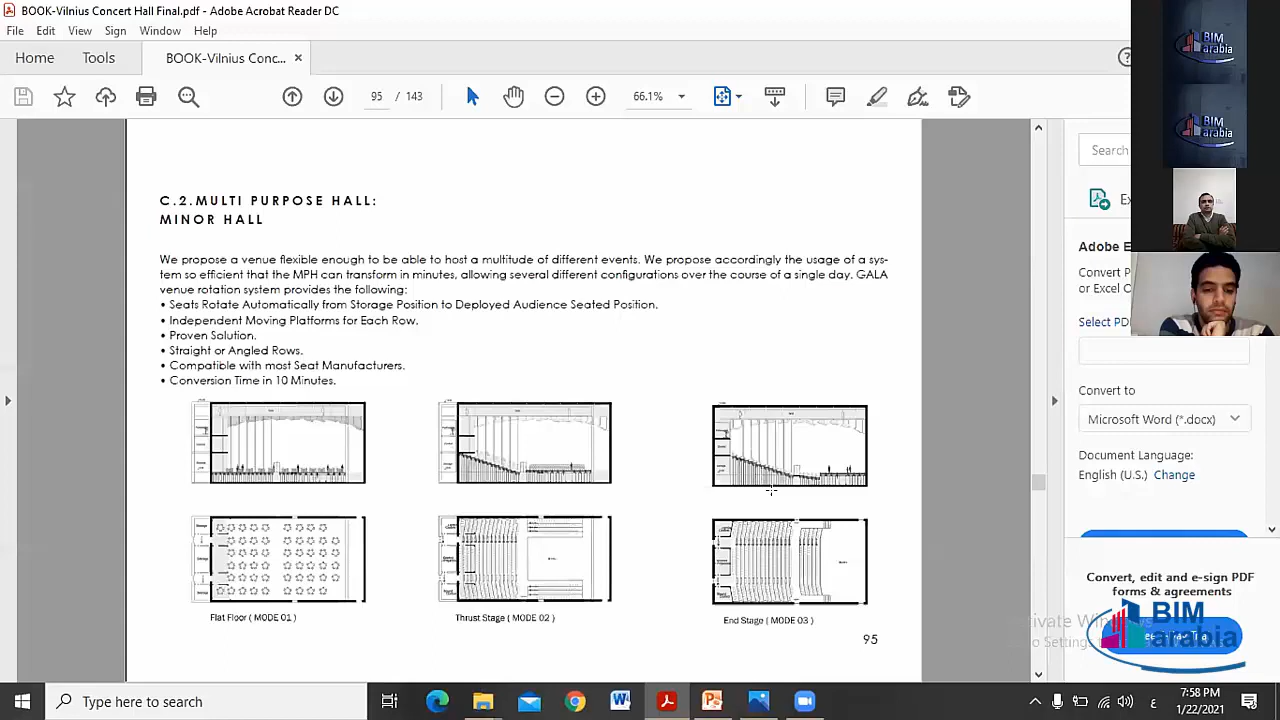 BOOK-Vilnius Concert Hall Final.pdf - Adobe Acrobat Reader DC
File Edit View Sign Window Help
Home Tools BOOK-Vilnius Conc... ×
95 / 143 66.1%
Search
C.2.MULTI PURPOSE HALL:
MINOR HALL
We propose a venue flexible enough to be able to host a multitude of different events. We propose accordingly the usage of a sys-
tem so efficient that the MPH can transform in minutes, allowing several different configurations over the course of a single day. GALA
venue rotation system provides the following:
• Seats Rotate Automatically from Storage Position to Deployed Audience Seated Position.
• Independent Moving Platforms for Each Row.
• Proven Solution.
• Straight or Angled Rows.
• Compatible with most Seat Manufacturers.
• Conversion Time in 10 Minutes.
Flat Floor ( MODE 01 )
Thrust Stage ( MODE 02 )
End Stage ( MODE 03 )
95
BIM
arabia
BIM
arabia
Ex
Adobe E
Convert P
or Excel O
Select PD
Convert to
Microsoft Word (*.docx)
Document Language:
English (U.S.) Change
Convert, edit and e-sign PDF
forms & agreements
BIM
arabia
Type here to search
ع
7:58 PM
1/22/2021